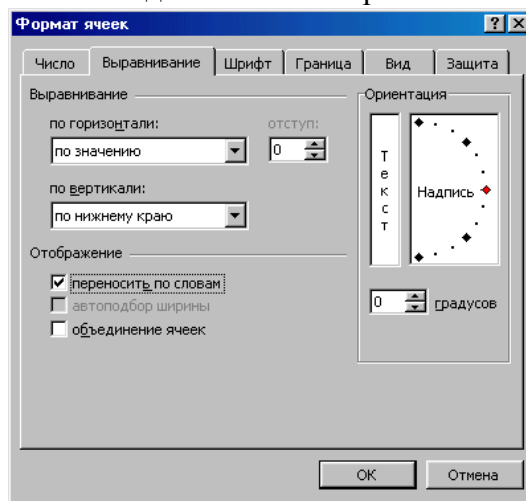 Формат ячеек
Число Выравнивание Шрифт Граница Вид Защита
Выравнивание
по горизонтали:
отступ:
по значению
0
по вертикали:
по нижнему краю
Отображение
переносить по словам
автоподбор ширины
объединение ячеек
Ориентация
Текст
Надпись
0 градусов
ОК Отмена